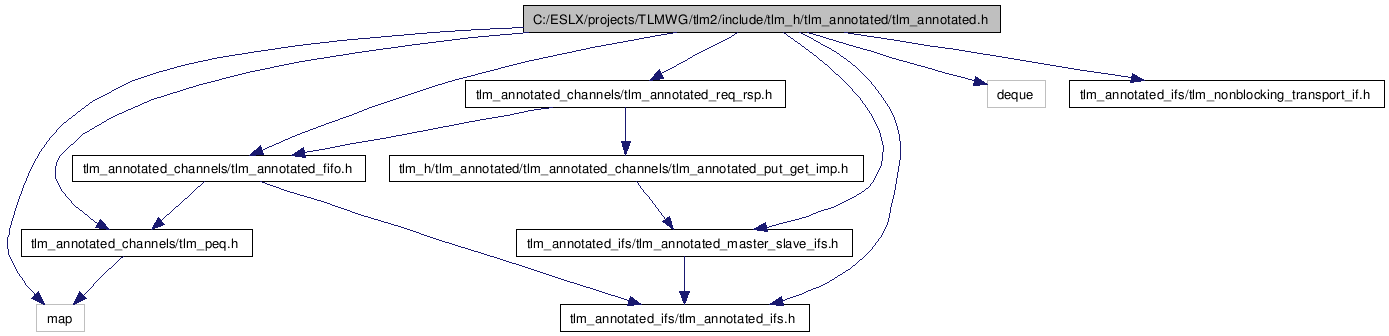 C:/ESLX/projects/TLMWG/tlm2/include/tlm_h/tlm_annotated/tlm_annotated.h
tlm_annotated_channels/tlm_annotated_req_rsp.h
deque
tlm_annotated_ifs/tlm_nonblocking_transport_if.h
tlm_annotated_channels/tlm_annotated_fifo.h
tlm_h/tlm_annotated/tlm_annotated_channels/tlm_annotated_put_get_imp.h
tlm_annotated_channels/tlm_peq.h
tlm_annotated_ifs/tlm_annotated_master_slave_ifs.h
map
tlm_annotated_ifs/tlm_annotated_ifs.h